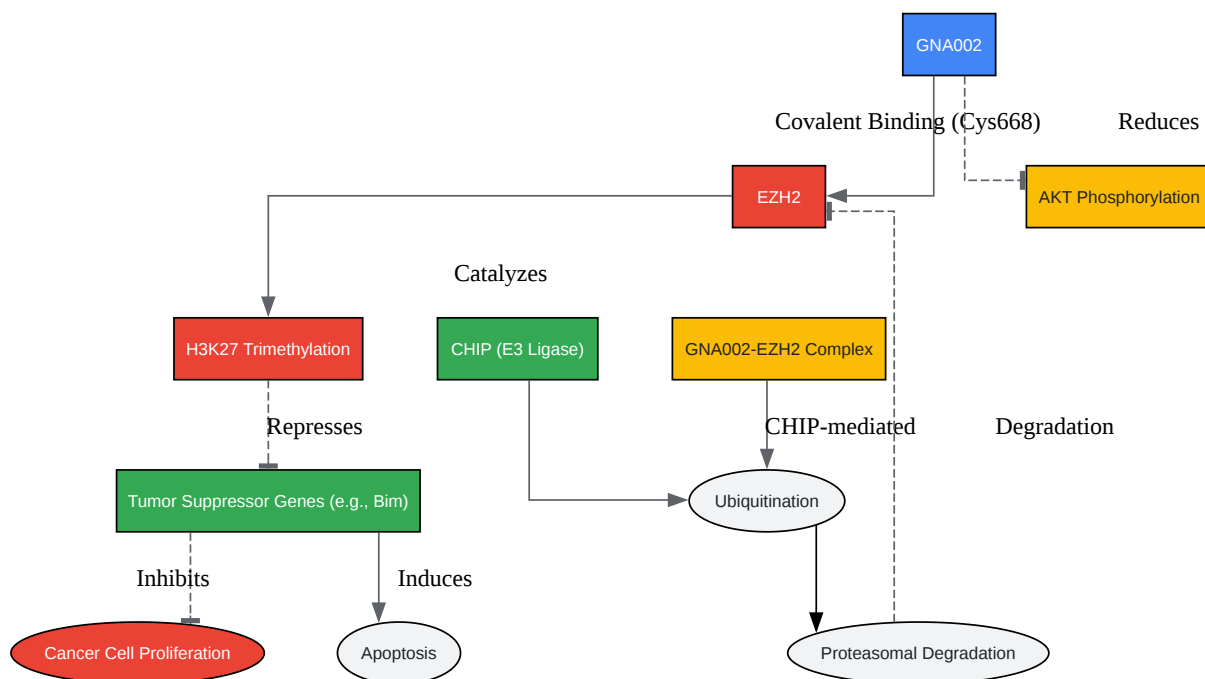 GNA002
Covalent Binding (Cys668)
Reduces
EZH2
AKT Phosphorylation
Catalyzes
H3K27 Trimethylation
CHIP (E3 Ligase)
GNA002-EZH2 Complex
Represses
CHIP-mediated
Degradation
Tumor Suppressor Genes (e.g., Bim)
Ubiquitination
Inhibits
Induces
Cancer Cell Proliferation
Apoptosis
Proteasomal Degradation